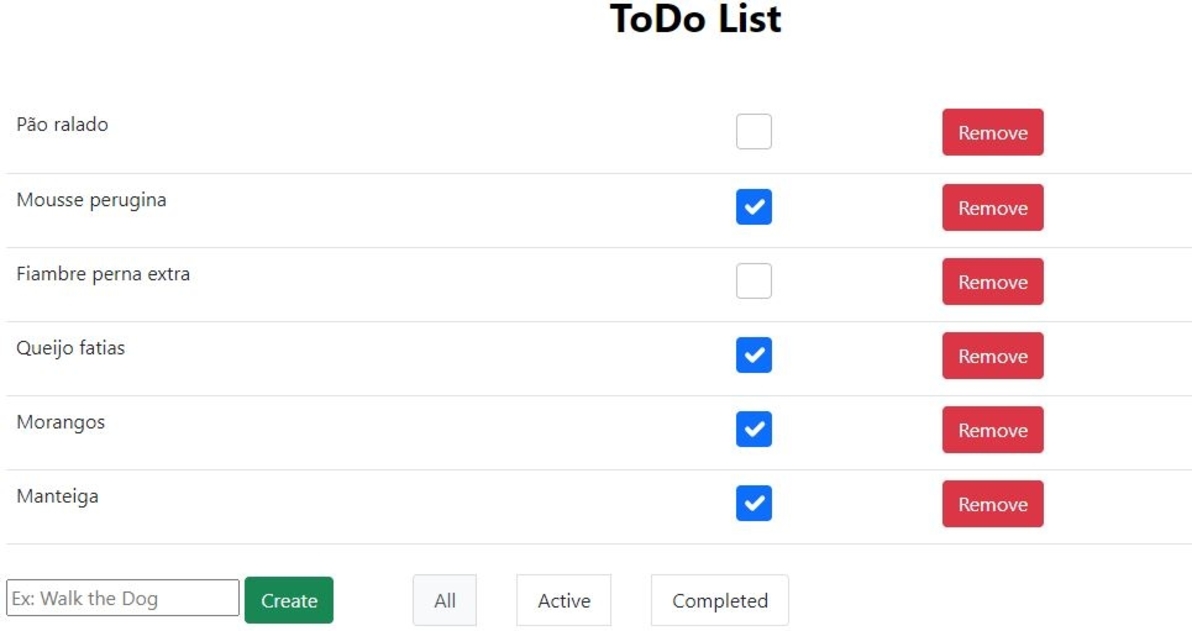 ToDo List
Pão ralado Remove
Mousse perugina Remove
Fiambre perna extra Remove
Queijo fatias Remove
Morangos Remove
Manteiga Remove
Ex: Walk the Dog Create All Active Completed